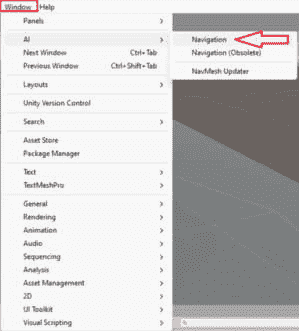 Window Help
Panels
AI
Navigation
Next Window Ctrl+Tab
Navigation (Obsolete)
Previous Window Ctrl+Shift+Tab
NavMesh Updater
Layouts
Unity Version Control
Search
Asset Store
Package Manager
Text
TextMeshPro
General
Rendering
Animation
Audio
Sequencing
Analysis
Asset Management
2D
UI Toolkit
Visual Scripting